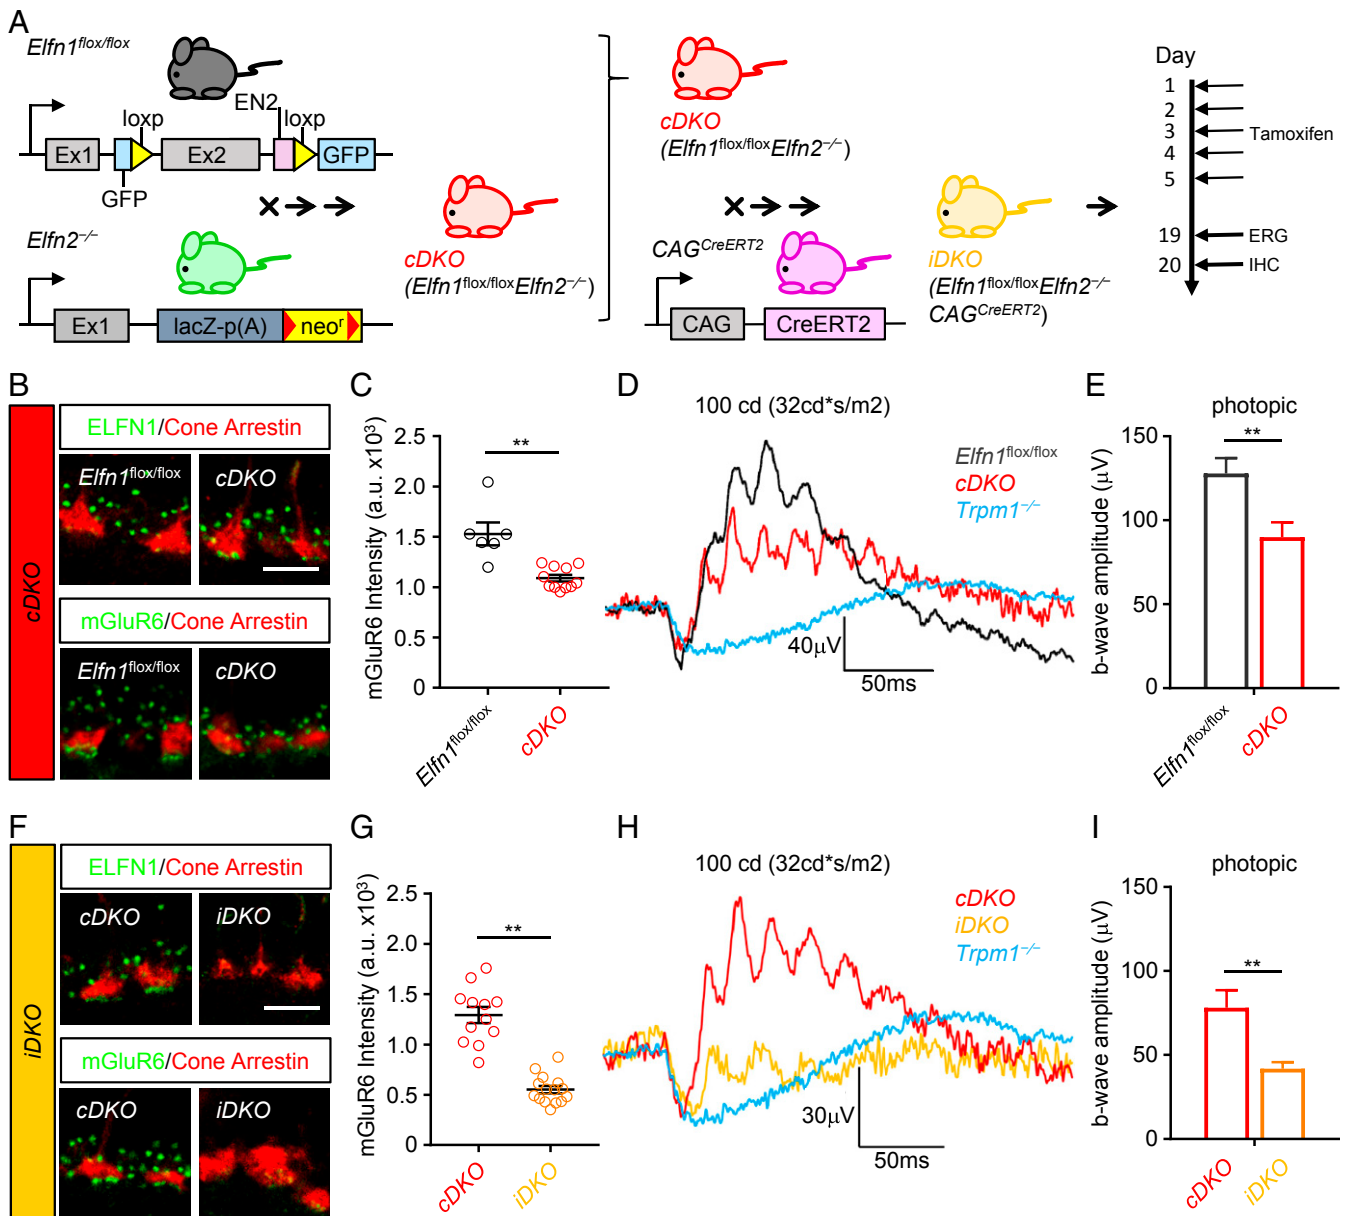 A
Elfn1flox/flox
EN2
loxp
loxp
Ex1
Ex2
GFP
GFP
Elfn2−/−
Ex1
lacZ-p(A)
neor
cDKO
(Elfn1flox/floxElfn2−/−)
cDKO
(Elfn1flox/floxElfn2−/−)
CAGCreERT2
CAG
CreERT2
iDKO
(Elfn1flox/floxElfn2−/−
CAGCreERT2)
Day
1
2
3
4
5
Tamoxifen
19
ERG
20
IHC
B
cDKO
ELFN1/Cone Arrestin
Elfn1flox/flox
cDKO
mGluR6/Cone Arrestin
Elfn1flox/flox
cDKO
C
mGluR6 Intensity (a.u. x10³)
2.5
2.0
1.5
1.0
0.5
0
**
Elfn1flox/flox
cDKO
D
100 cd (32cd*s/m2)
Elfn1flox/flox
cDKO
Trpm1−/−
40μV
50ms
E
photopic
b-wave amplitude (μV)
150
100
50
0
**
Elfn1flox/flox
cDKO
F
iDKO
ELFN1/Cone Arrestin
cDKO
iDKO
mGluR6/Cone Arrestin
cDKO
iDKO
G
mGluR6 Intensity (a.u. x10³)
2.5
2.0
1.5
1.0
0.5
0
**
cDKO
iDKO
H
100 cd (32cd*s/m2)
cDKO
iDKO
Trpm1−/−
30μV
50ms
I
photopic
b-wave amplitude (μV)
150
100
50
0
**
cDKO
iDKO